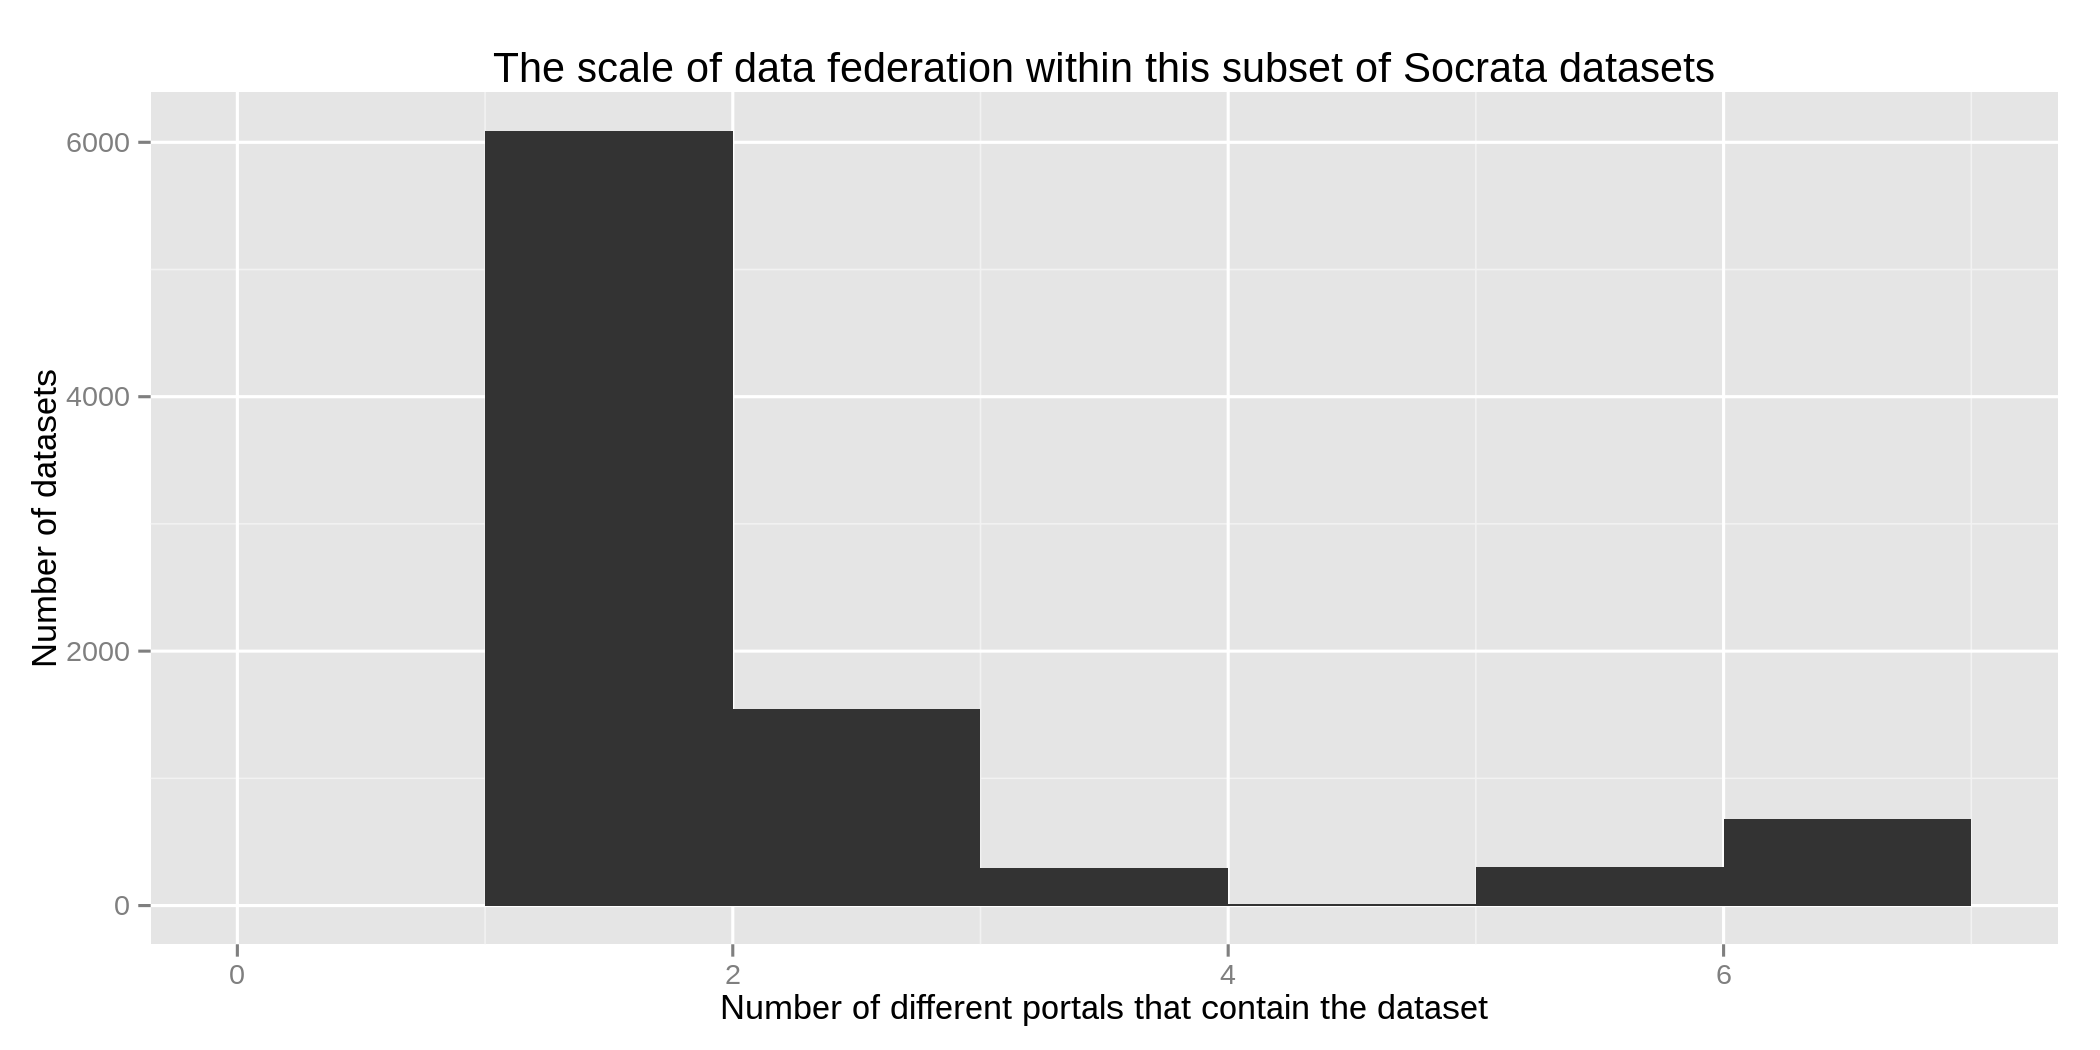 The scale of data federation within this subset of Socrata datasets
6000
4000
2000
0
Number of datasets
0 2 4 6
Number of different portals that contain the dataset